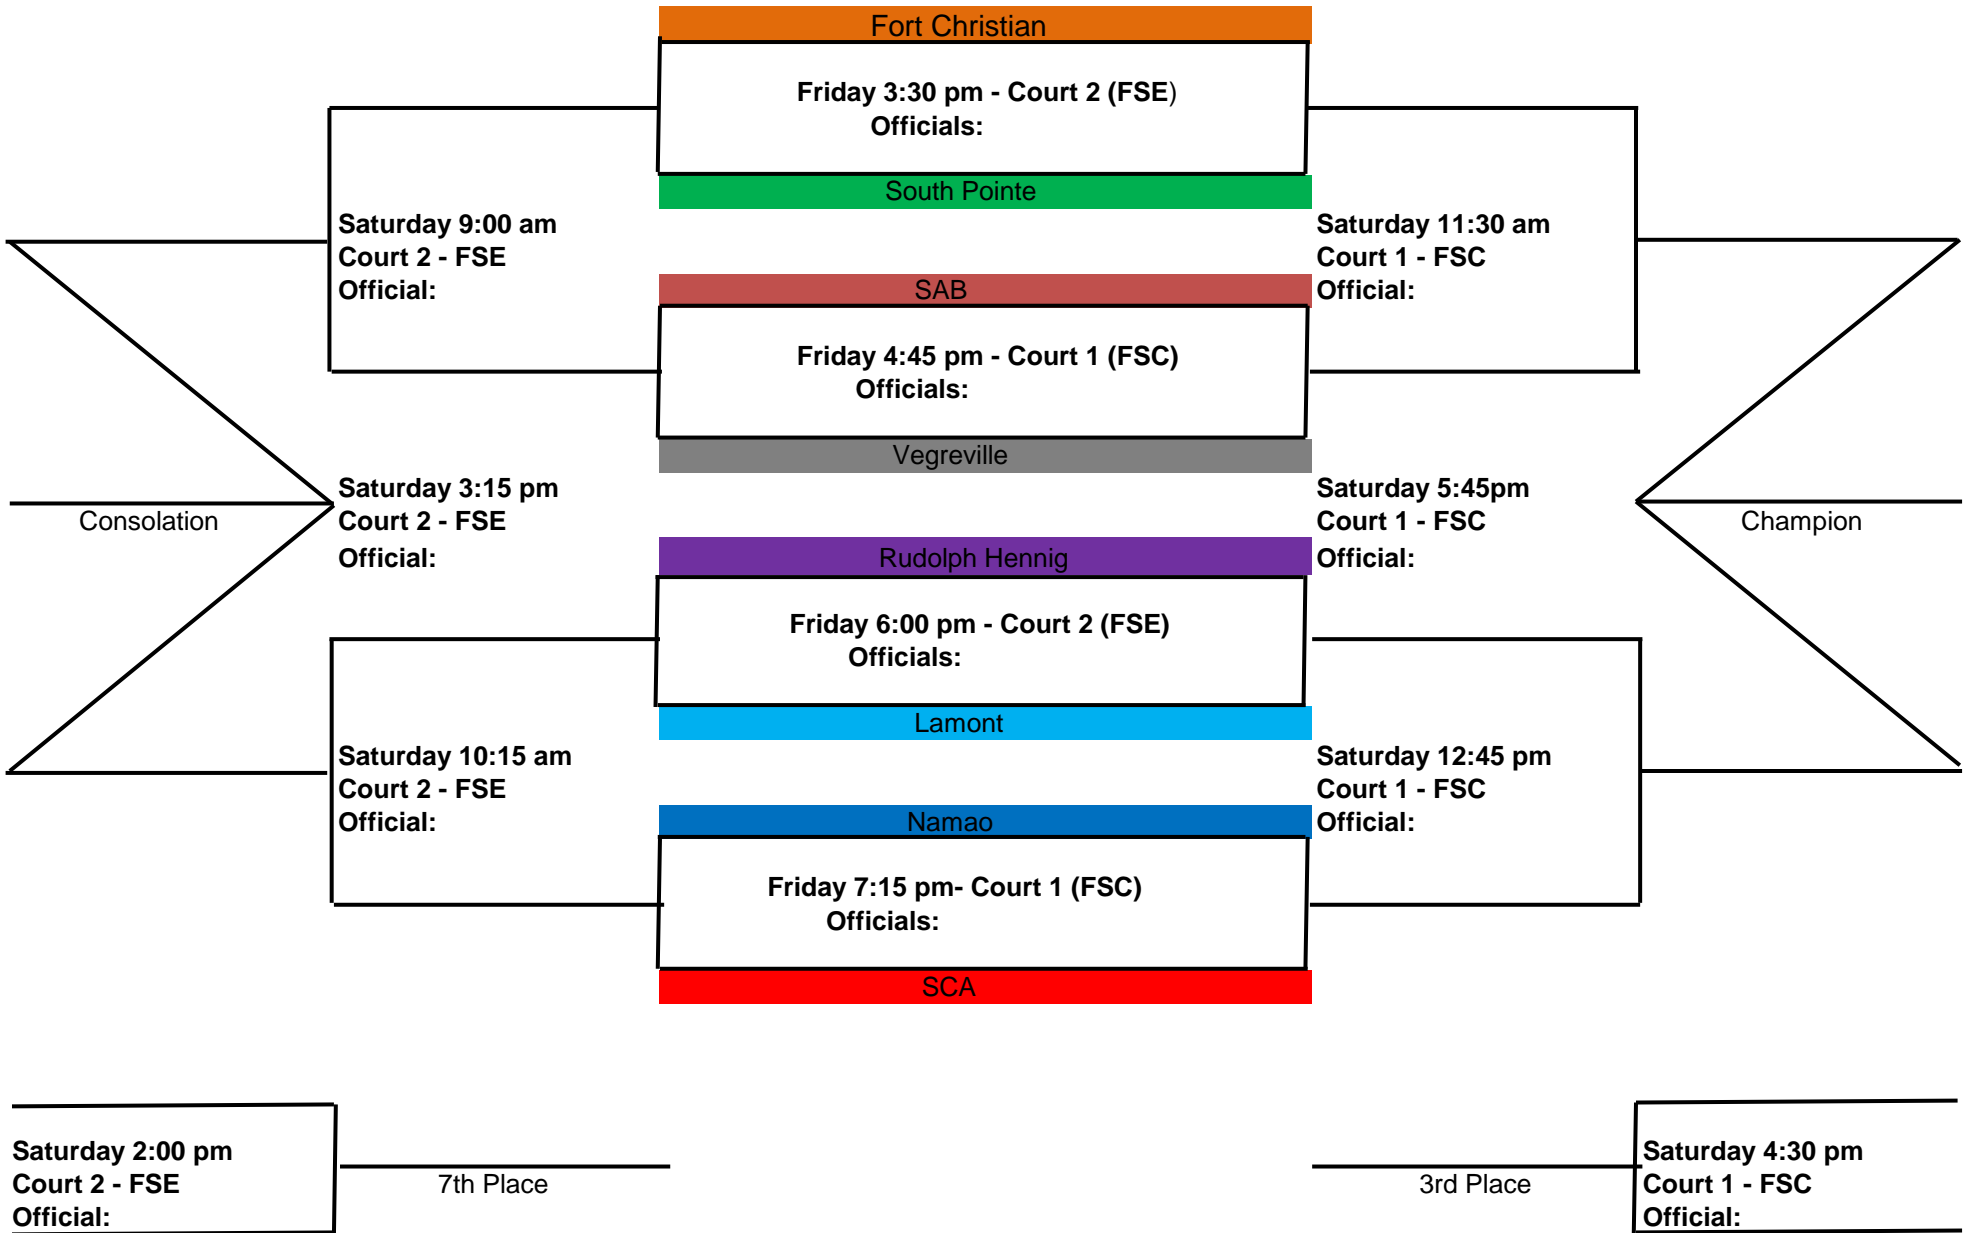 Fort Christian
Friday 3:30 pm - Court 2 (FSE)
Officials:
South Pointe
Saturday 9:00 am
Court 2 - FSE
Official:
Saturday 11:30 am
Court 1 - FSC
Official:
SAB
Friday 4:45 pm - Court 1 (FSC)
Officials:
Vegreville
Saturday 3:15 pm
Court 2 - FSE
Official:
Consolation
Saturday 5:45pm
Court 1 - FSC
Official:
Champion
Rudolph Hennig
Friday 6:00 pm - Court 2 (FSE)
Officials:
Lamont
Saturday 10:15 am
Court 2 - FSE
Official:
Saturday 12:45 pm
Court 1 - FSC
Official:
Namao
Friday 7:15 pm- Court 1 (FSC)
Officials:
SCA
Saturday 2:00 pm
Court 2 - FSE
Official:
7th Place
3rd Place
Saturday 4:30 pm
Court 1 - FSC
Official: